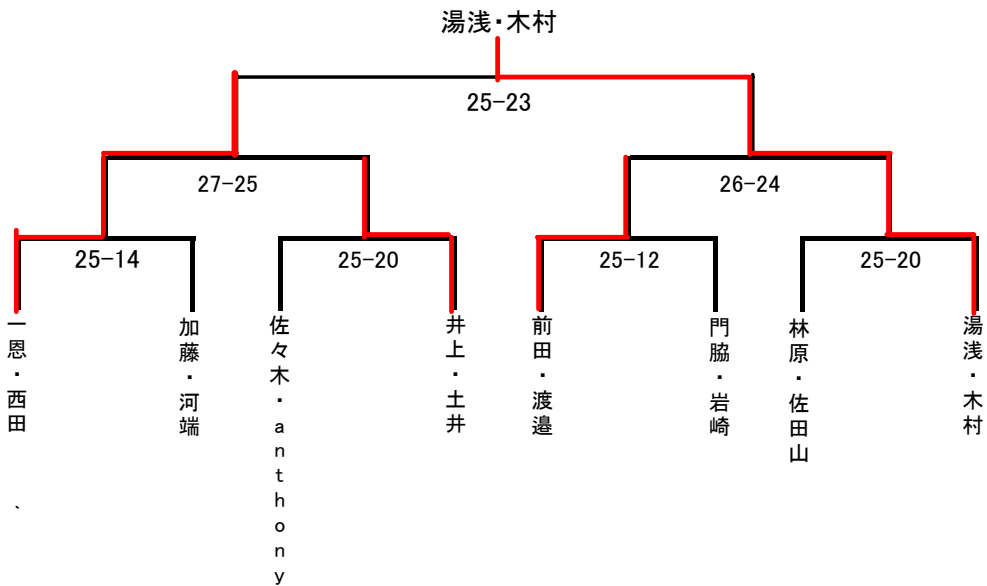 湯浅・木村
25-23
27-25
26-24
25-14
25-20
25-12
25-20
一恩・西田
加藤・河端
佐々木・anthony
井上・土井
前田・渡邉
門脇・岩崎
林原・佐田山
湯浅・木村
、